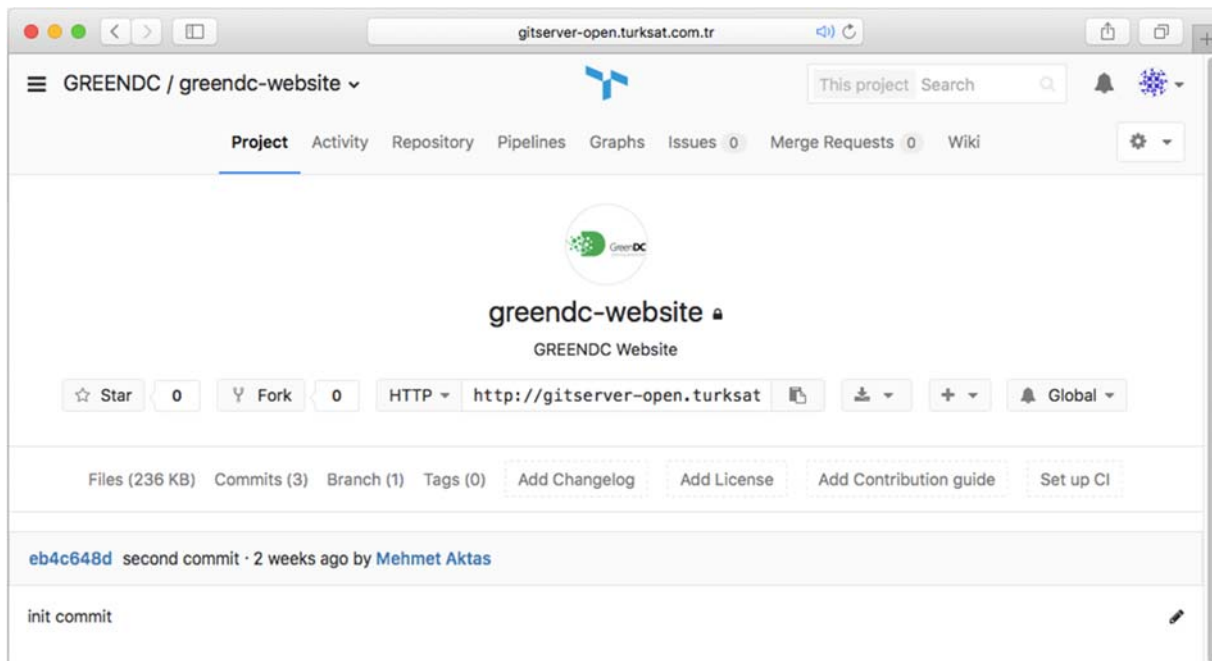 gitserver-open.turksat.com.tr
GREENDC / greendc-website
This project Search
Project Activity Repository Pipelines Graphs Issues 0 Merge Requests 0 Wiki
GreenDC
greendc-website
GREENDC Website
Star 0 Fork 0 HTTP http://gitserver-open.turksat Global
Files (236 KB) Commits (3) Branch (1) Tags (0) Add Changelog Add License Add Contribution guide Set up CI
eb4c648d second commit · 2 weeks ago by Mehmet Aktas
init commit